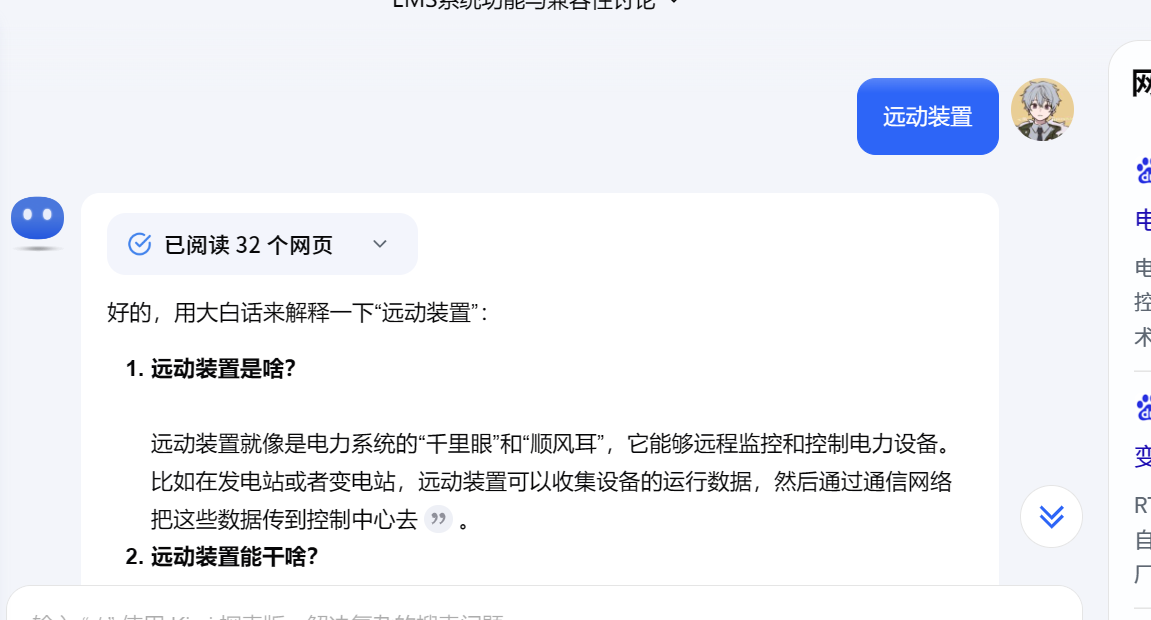 EMS系统功能与兼容性讨论
远动装置
已阅读 32 个网页
好的，用大白话来解释一下“远动装置”：
1. 远动装置是啥？
远动装置就像是电力系统的“千里眼”和“顺风耳”，它能够远程监控和控制电力设备。
比如在发电站或者变电站，远动装置可以收集设备的运行数据，然后通过通信网络
把这些数据传到控制中心去 ” 。
2. 远动装置能干啥？
网
电
电
控
术
变
RT
自
厂